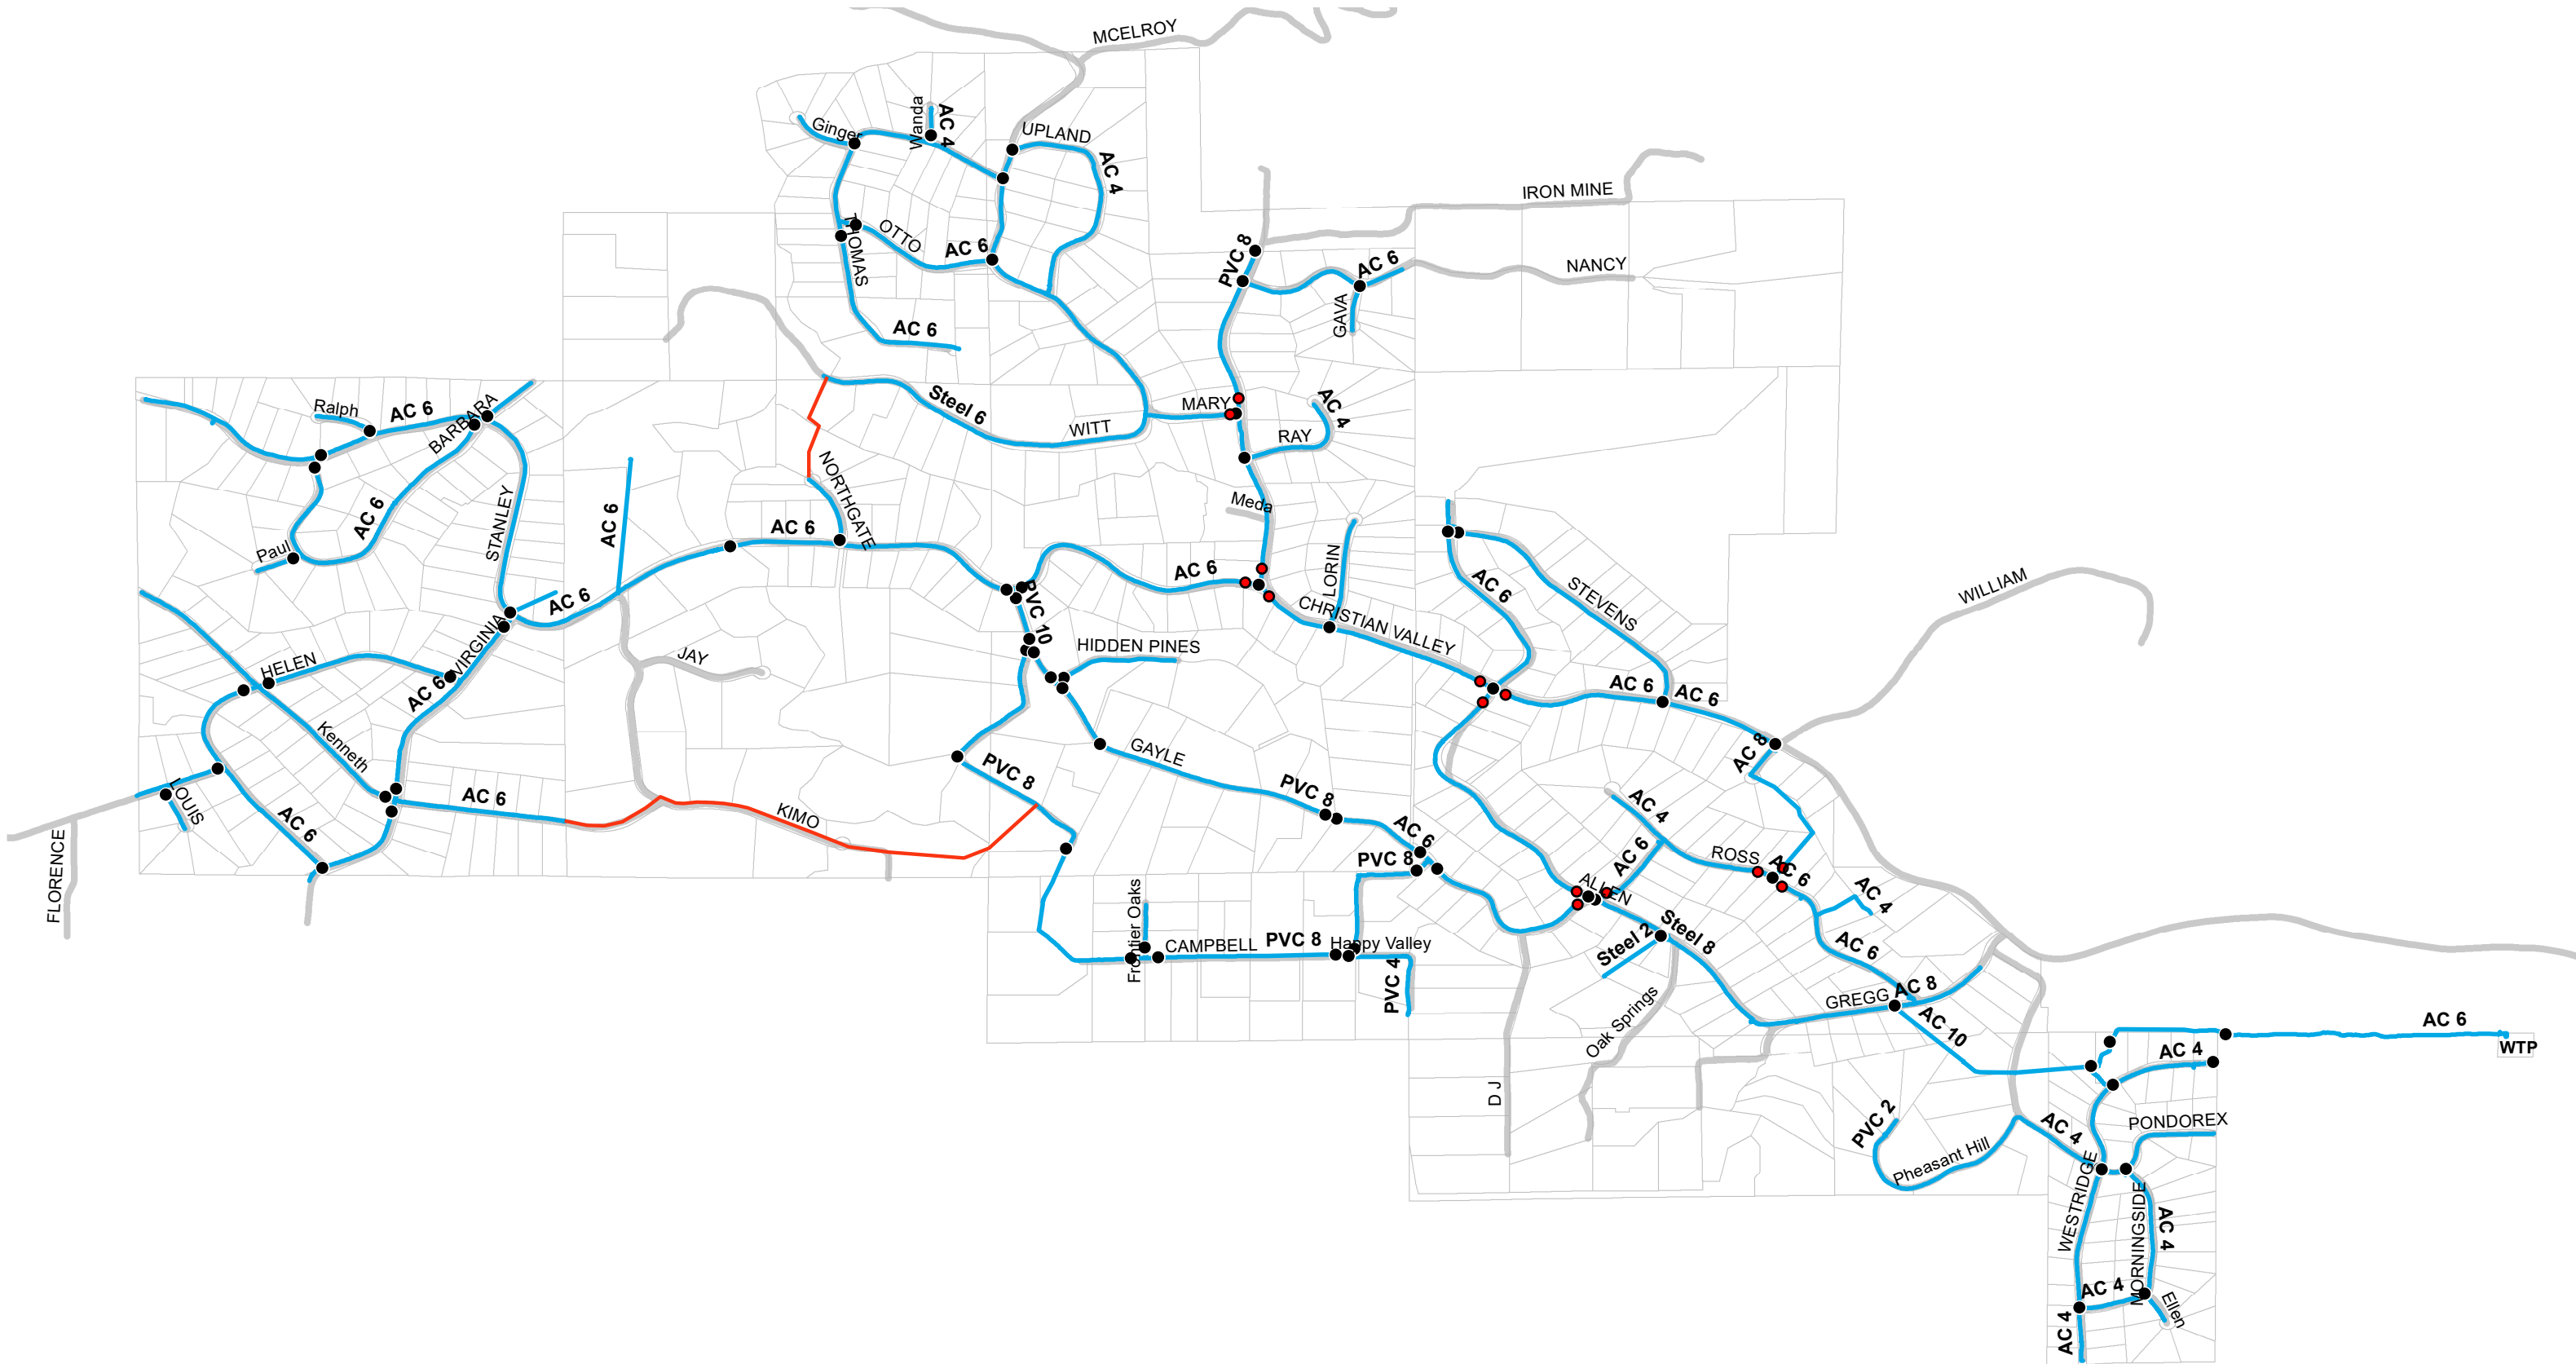 MCELROY
Wanda
AC 4
Ginger
UPLAND
AC 4
IRON MINE
THOMAS
OTTO
AC 6
PVC 8
AC 6
NANCY
GAVA
AC 6
Steel 6
WITT
MARY
AC 4
RAY
Ralph
AC 6
BARBARA
NORTHGATE
Meda
STANLEY
AC 6
AC 6
AC 6
Paul
AC 6
LORIN
AC 6
STEVENS
WILLIAM
AC 6
PVC 10
CHRISTIAN VALLEY
VIRGINIA
HIDDEN PINES
JAY
HELEN
AC 6
AC 6
AC 6
Kenneth
GAYLE
AC 8
PVC 8
LOUIS
AC 6
KIMO
PVC 8
AC 4
AC 6
AC 6
FLORENCE
PVC 8
AC 6
ROSS
AC 6
ALLEN
AC 4
Frontier Oaks
CAMPBELL
PVC 8
Happy Valley
Steel 2
Steel 8
AC 6
PVC 4
GREGG
AC 8
Oak Springs
AC 10
AC 6
WTP
AC 4
D J
PVC 2
Pheasant Hill
AC 4
PONDOREX
WESTRIDGE
MORNINGSIDE
AC 4
AC 4
Ellen
AC 4